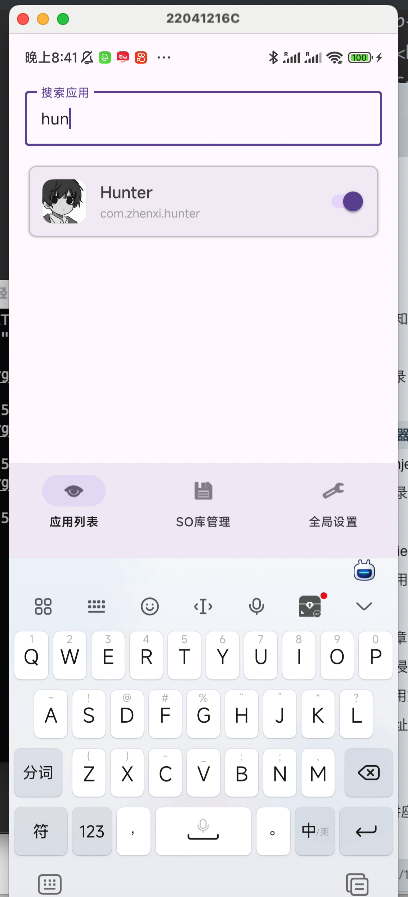 22041216C
晚上8:41
100
搜索应用
hun
Hunter
com.zhenxi.hunter
应用列表
SO库管理
全局设置
1 2 3 4 5 6 7 8 9 0
Q W E R T Y U I O P
~ ! @ # % " " * ?
A S D F G H J K L
( ) - _ : ; 、
分词 Z X C V B N M
符 123 ， 。 中/英